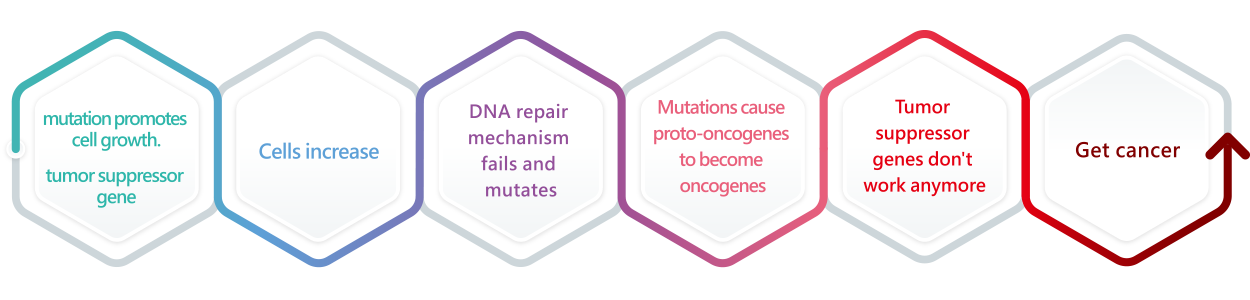 mutation promotes
cell growth.
tumor suppressor
gene
Cells increase
DNA repair
mechanism
fails and
mutates
Mutations cause
proto-oncogenes
to become
oncogenes
Tumor
suppressor
genes don't
work anymore
Get cancer